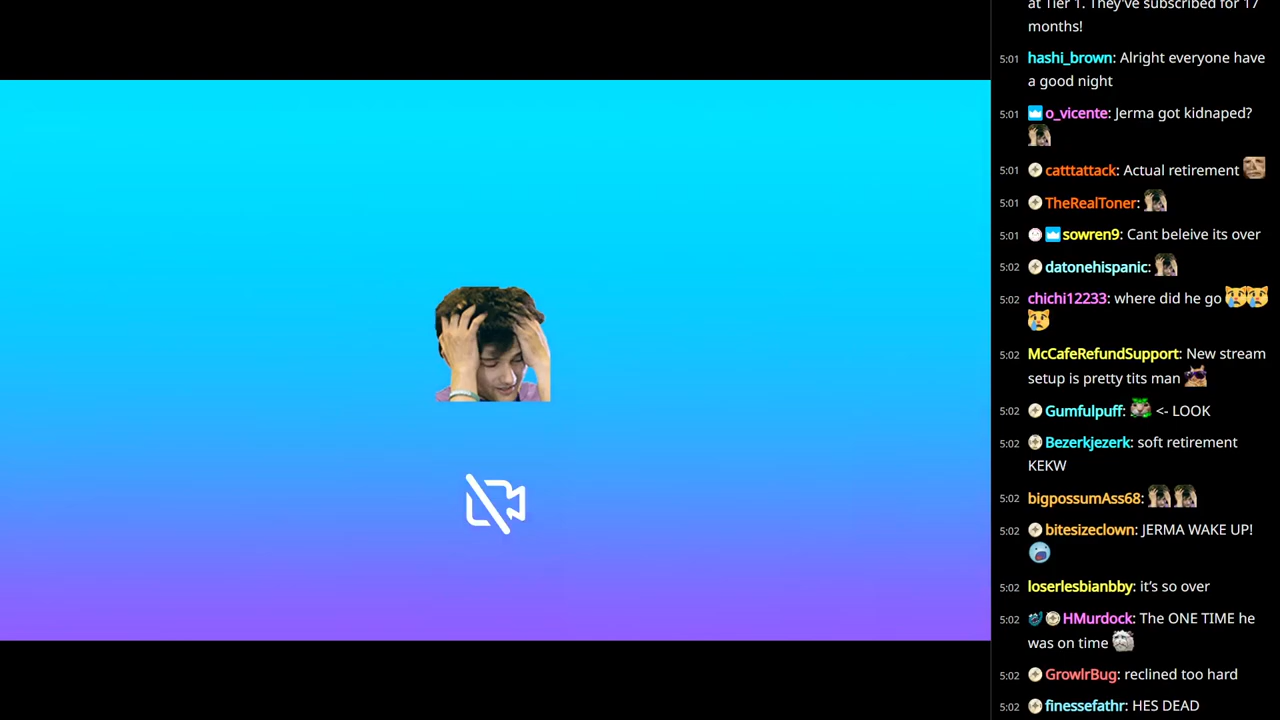 at Tier 1. They've subscribed for 17
months!
5:01 hashi_brown: Alright everyone have
a good night
5:01 o_vicente: Jerma got kidnaped?
5:01 catttattack: Actual retirement
5:01 TheRealToner:
5:01 sowren9: Cant beleive its over
5:02 datonehispanic:
5:02 chichi12233: where did he go
5:02 McCafeRefundSupport: New stream
setup is pretty tits man
5:02 Gumfulpuff: <- LOOK
5:02 Bezerkjezerk: soft retirement
KEKW
5:02 bigpossumAss68:
5:02 bitesizeclown: JERMA WAKE UP!
5:02 loserlesbianbby: it's so over
5:02 HMurdock: The ONE TIME he
was on time
5:02 GrowlrBug: reclined too hard
5:02 finessefathr: HES DEAD